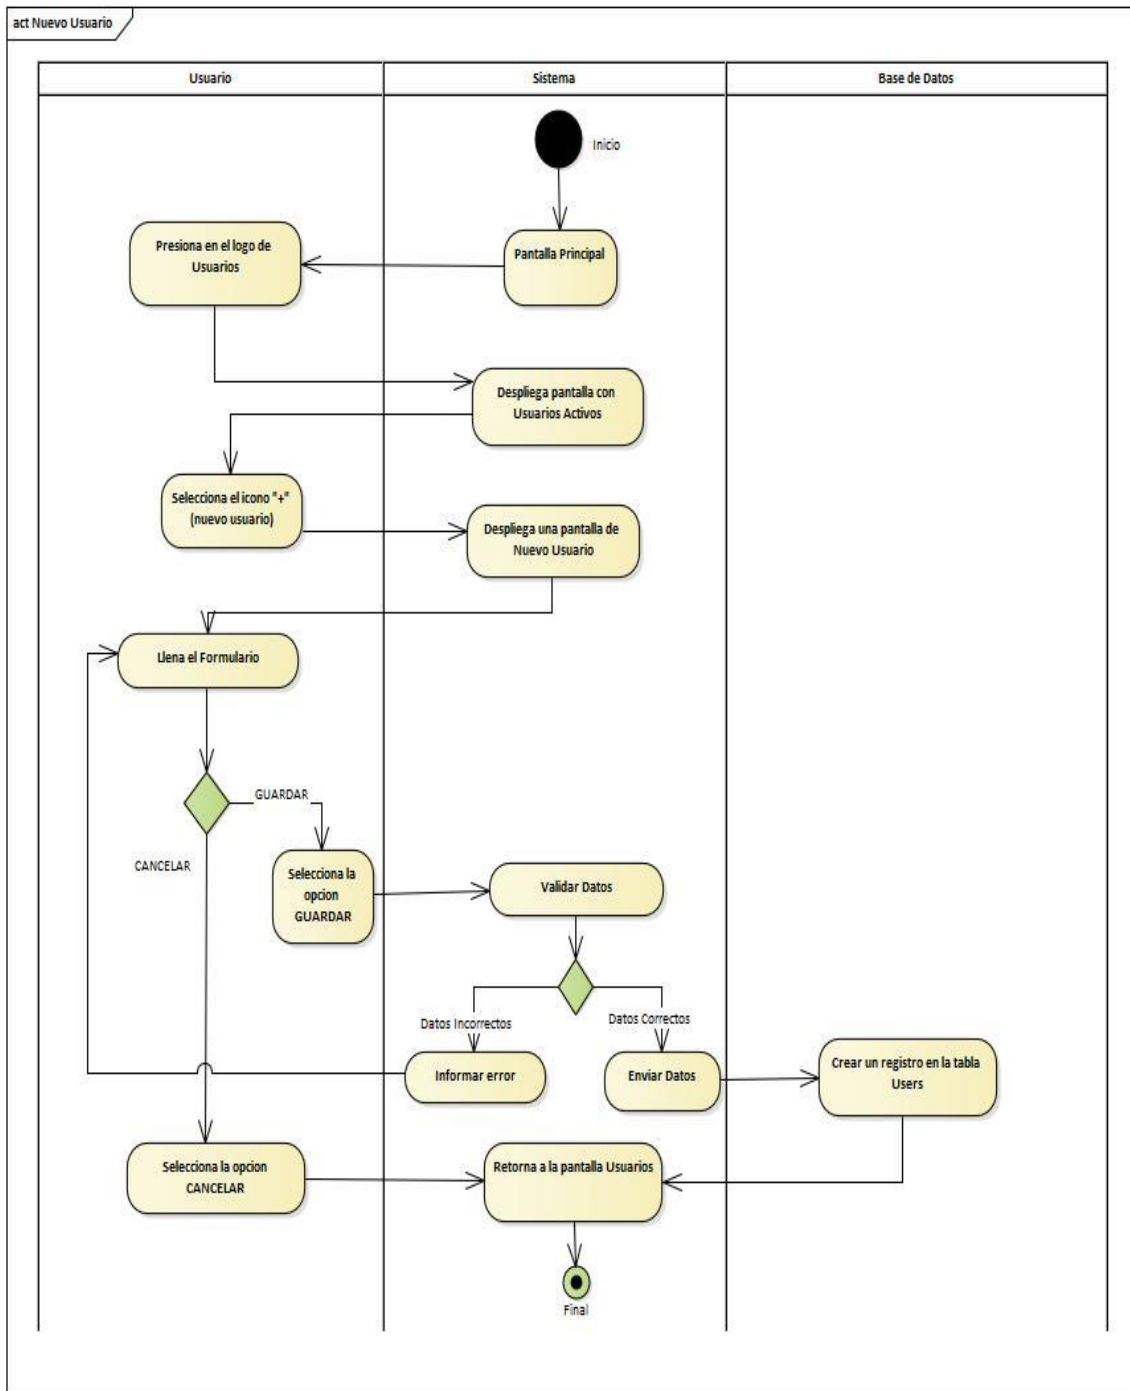 act Nuevo Usuario
Usuario
Sistema
Base de Datos
Inicio
Presiona en el logo de
Usuarios
Pantalla Principal
Despliega pantalla con
Usuarios Activos
Selecciona el icono "+"
(nuevo usuario)
Despliega una pantalla de
Nuevo Usuario
Llena el Formulario
GUARDAR
CANCELAR
Selecciona la
opcion
GUARDAR
Validar Datos
Datos Incorrectos
Datos Correctos
Informar error
Enviar Datos
Crear un registro en la tabla
Users
Selecciona la opcion
CANCELAR
Retorna a la pantalla Usuarios
Final